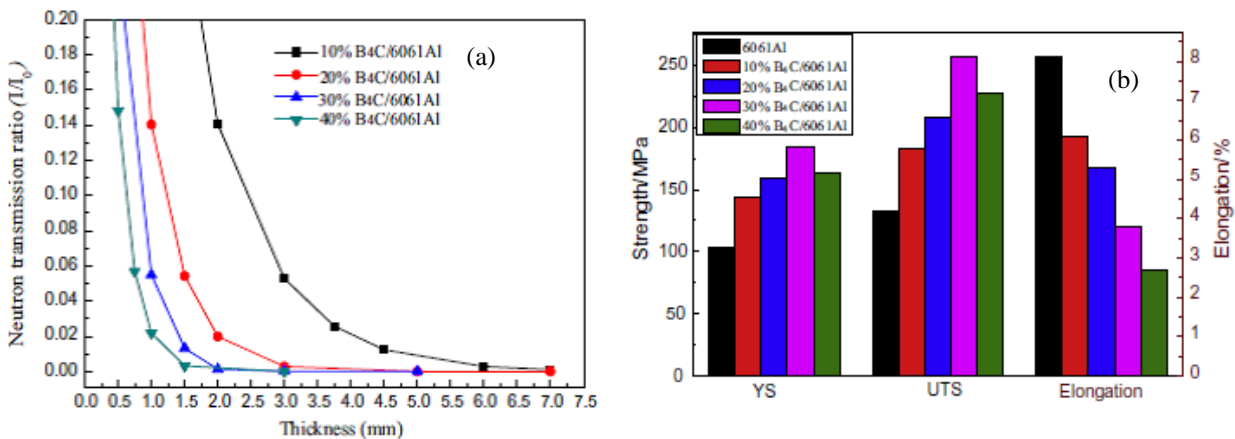 0.20
0.18
0.16
0.14
0.12
0.10
0.08
0.06
0.04
0.02
0.00
Neutron transmission ratio (I/I₀)
10% B4C/6061Al
20% B4C/6061Al
30% B4C/6061Al
40% B4C/6061Al
(a)
0.0 0.5 1.0 1.5 2.0 2.5 3.0 3.5 4.0 4.5 5.0 5.5 6.0 6.5 7.0 7.5
Thickness (mm)
250
200
150
100
50
0
Strength/MPa
6061Al
10% B₄C/6061Al
20% B₄C/6061Al
30% B₄C/6061Al
40% B₄C/6061Al
(b)
8
7
6
5
4
3
2
1
0
Elongation/%
YS UTS Elongation